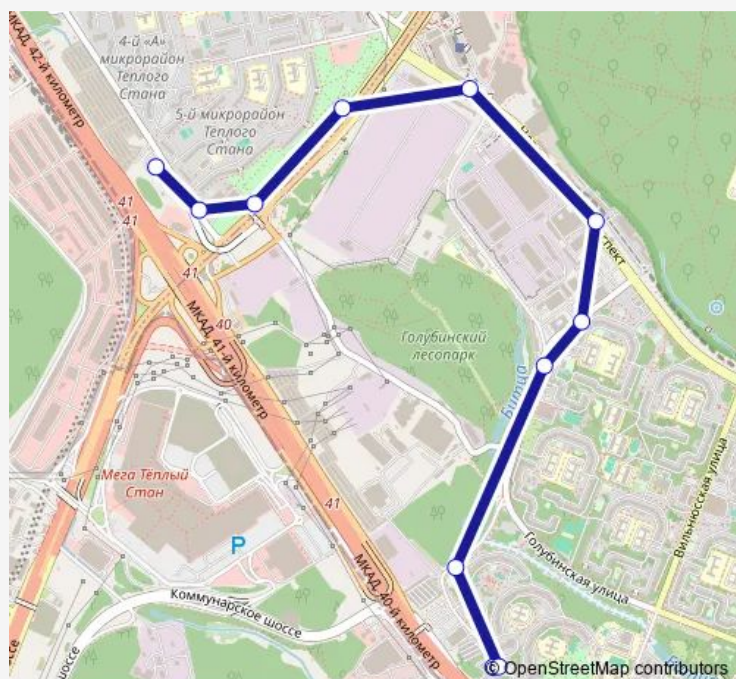 МКАД, 42-й километр
4-й «А»
микрорайон
Теплого
Стана
5-й микрорайон
Теплого
Стана
41
41
41
40
МКАД, 41-й километр
Голубинский
лесопарк
Битца
Мега Тёплый
Стан
41
P
МКАД, 40-й километр
Коммунарское шоссе
шоссе
Вильнюсская улица
Голубинская улица
© OpenStreetMap contributors